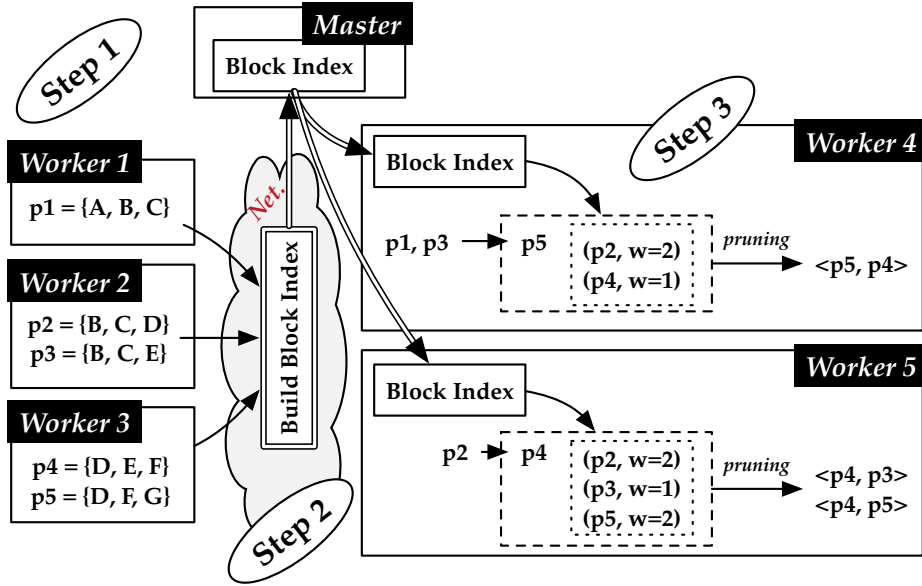 Step 1
Master
Block Index
Worker 1
p1 = {A, B, C}
Worker 2
p2 = {B, C, D}
p3 = {B, C, E}
Worker 3
p4 = {D, E, F}
p5 = {D, F, G}
Net.
Build Block Index
Step 2
Step 3
Worker 4
Block Index
p1, p3
p5
(p2, w=2)
(p4, w=1)
pruning
<p5, p4>
Worker 5
Block Index
p2
p4
(p2, w=2)
(p3, w=1)
(p5, w=2)
pruning
<p4, p3>
<p4, p5>